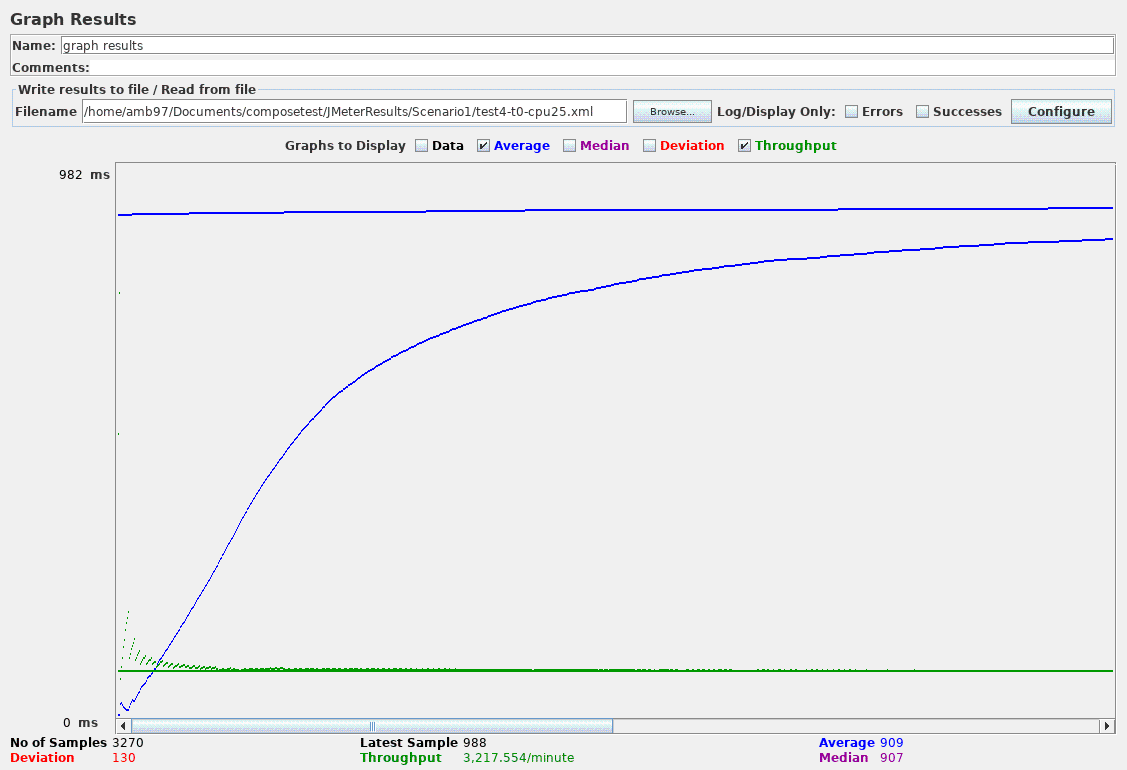 Graph Results
Name: graph results
Comments:
Write results to file / Read from file
Filename /home/amb97/Documents/composetest/JMeterResults/Scenario1/test4-t0-cpu25.xml Browse... Log/Display Only: Errors Successes Configure
Graphs to Display Data Average Median Deviation Throughput
982 ms
0 ms
No of Samples 3270 Latest Sample 988 Average 909
Deviation 130 Throughput 3,217.554/minute Median 907